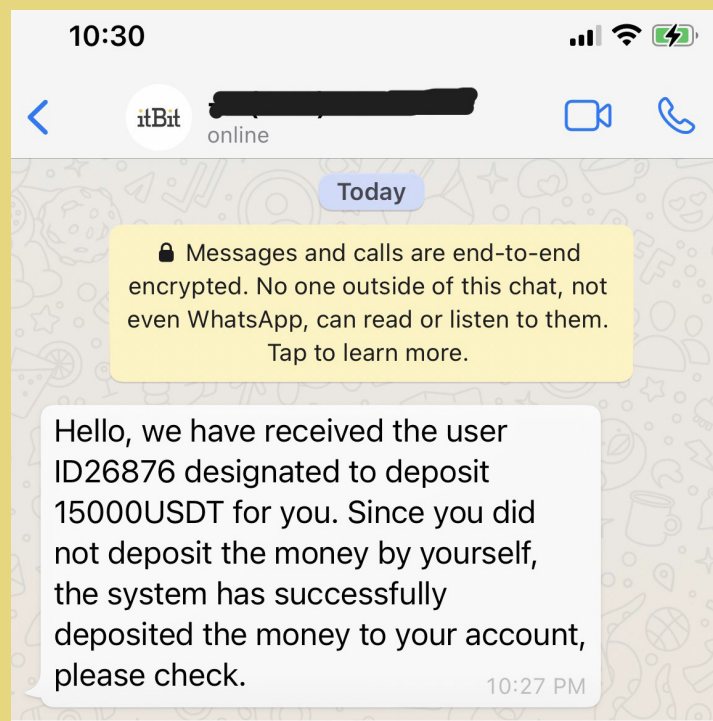 10:30
itBit
online
Today
Messages and calls are end-to-end
encrypted. No one outside of this chat, not
even WhatsApp, can read or listen to them.
Tap to learn more.
Hello, we have received the user
ID26876 designated to deposit
15000USDT for you. Since you did
not deposit the money by yourself,
the system has successfully
deposited the money to your account,
please check.
10:27 PM